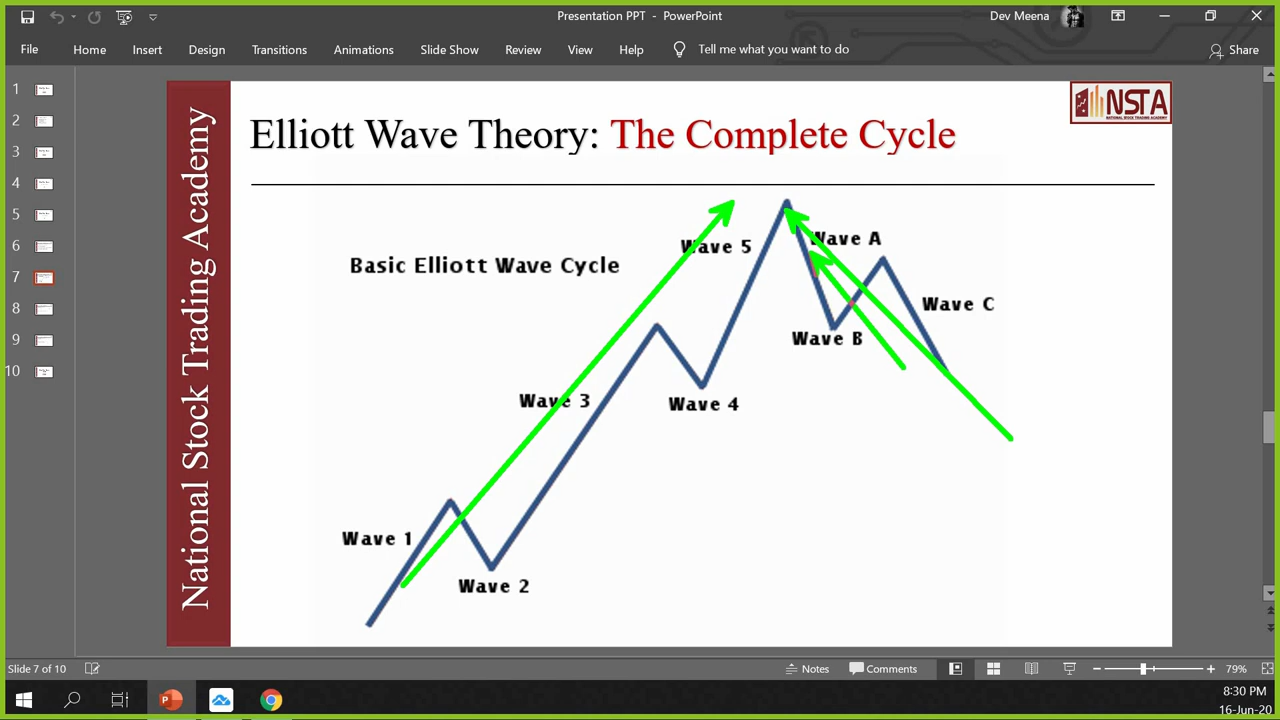 Presentation PPT - PowerPoint
Dev Meena
File Home Insert Design Transitions Animations Slide Show Review View Help Tell me what you want to do Share
1
2
3
4
5
6
7
8
9
10
National Stock Trading Academy
Elliott Wave Theory: The Complete Cycle
NSTA
NATIONAL STOCK TRADING ACADEMY
Basic Elliott Wave Cycle
Wave 5
Wave A
Wave C
Wave B
Wave 3
Wave 4
Wave 1
Wave 2
Slide 7 of 10
Notes Comments 79%
8:30 PM
16-Jun-20